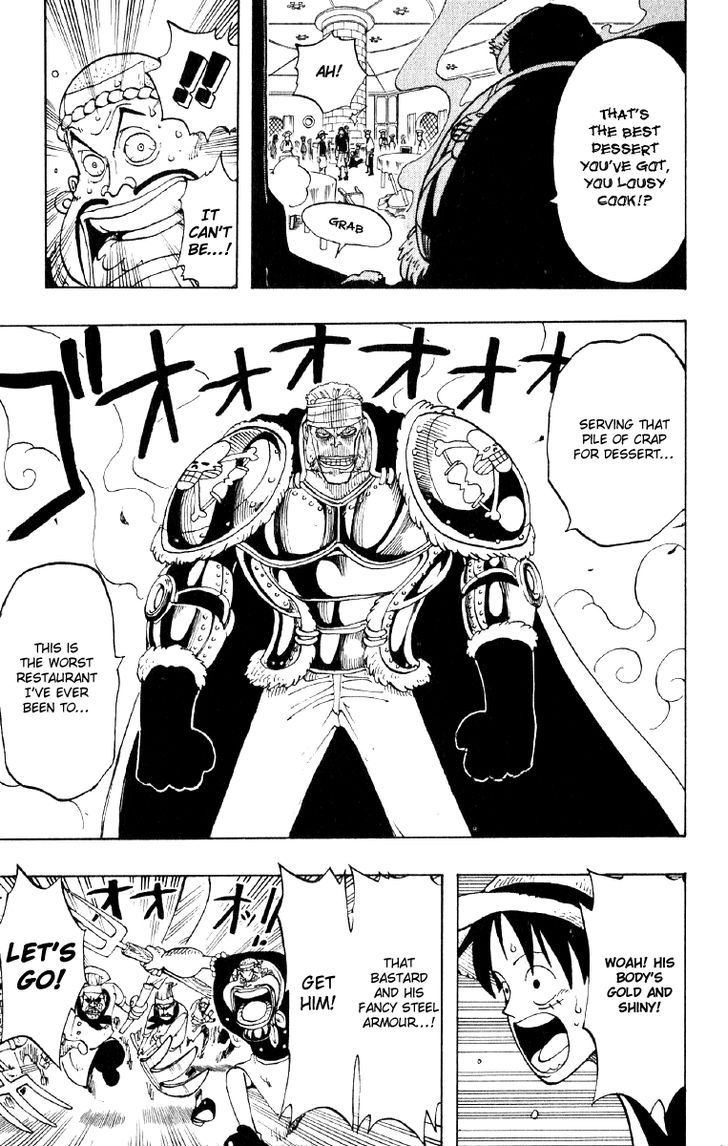 THAT'S
THE BEST
DESSERT
YOU'VE GOT,
YOU LOUSY
COOK!?
AH!
GRAB
!!
IT
CAN'T
BE...!
SERVING THAT
PILE OF CRAP
FOR DESSERT...
ゴオオオオオ
THIS IS
THE WORST
RESTAURANT
I'VE EVER
BEEN TO...
WOAH! HIS
BODY'S
GOLD AND
SHINY!
THAT
BASTARD
AND HIS
FANCY STEEL
ARMOUR...!
GET
HIM!
オオオッ!!
LET'S
GO!